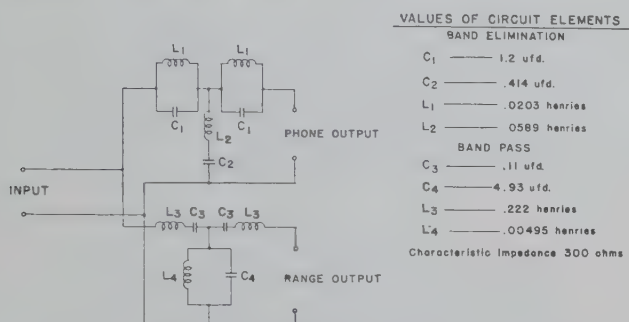 L1 L1
C1 C1
L2
C2
PHONE OUTPUT
INPUT
L3 C3 C3 L3
L4 C4
RANGE OUTPUT
VALUES OF CIRCUIT ELEMENTS
BAND ELIMINATION
C1 —— 1.2 ufd.
C2 —— .414 ufd.
L1 —— .0203 henries
L2 —— .0589 henries
BAND PASS
C3 —— .11 ufd.
C4 —— 4.93 ufd.
L3 —— .222 henries
L4 —— .00495 henries
Characteristic Impedance 300 ohms